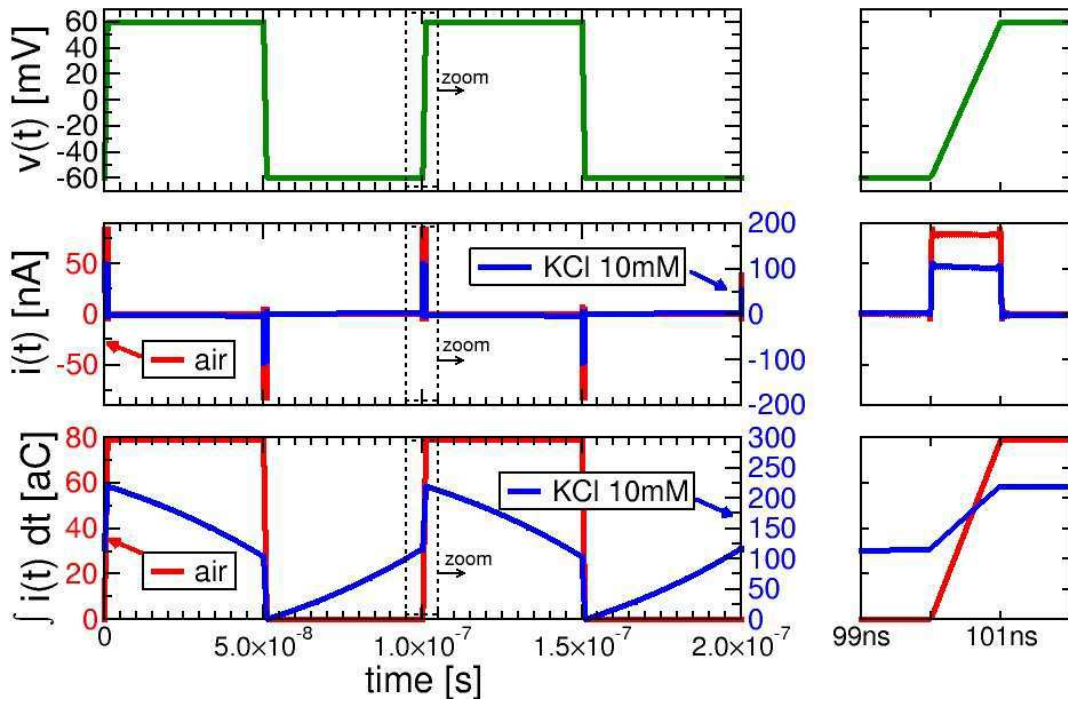 v(t) [mV]
60
40
20
0
-20
-40
-60
zoom
i(t) [nA]
50
0
-50
200
100
0
-100
-200
KCl 10mM
air
zoom
∫ i(t) dt [aC]
80
60
40
20
0
300
250
200
150
100
50
0
KCl 10mM
air
zoom
0 5.0×10⁻⁸ 1.0×10⁻⁷ 1.5×10⁻⁷ 2.0×10⁻⁷ 99ns 101ns
time [s]